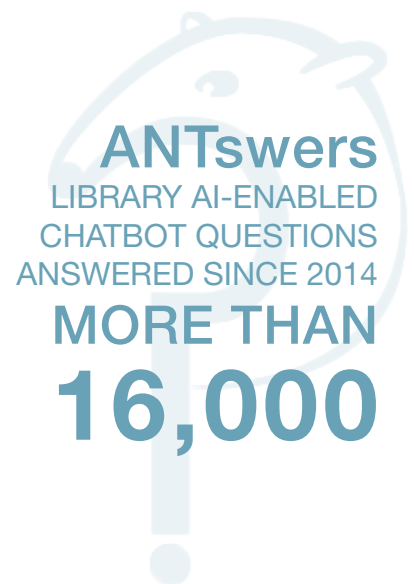 ANTswers
LIBRARY AI-ENABLED
CHATBOT QUESTIONS
ANSWERED SINCE 2014
MORE THAN
16,000